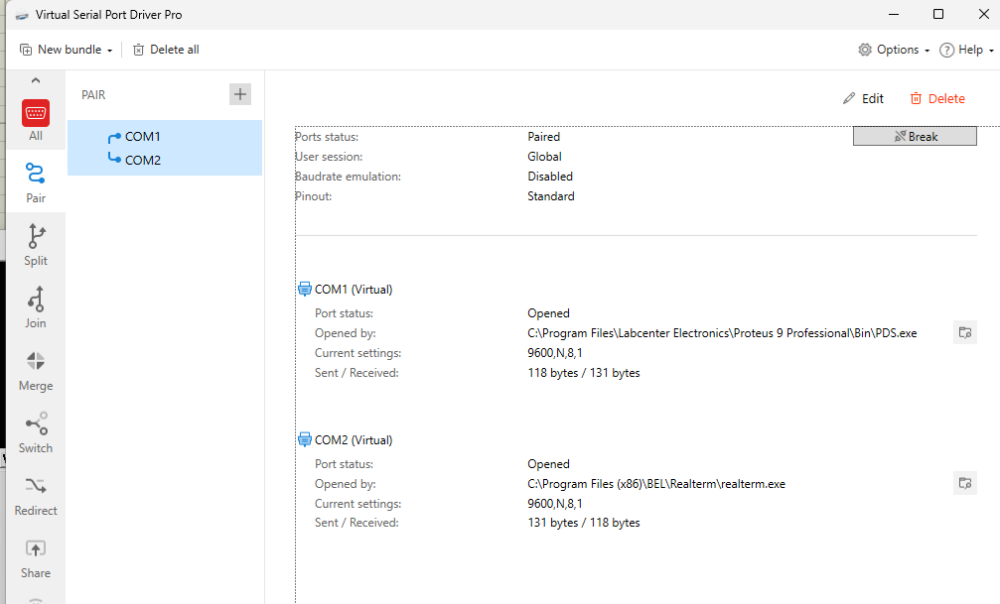 Virtual Serial Port Driver Pro
New bundle Delete all Options Help
All
Pair
Split
Join
Merge
Switch
Redirect
Share
PAIR
COM1
COM2
Edit Delete
Ports status: Paired Break
User session: Global
Baudrate emulation: Disabled
Pinout: Standard
COM1 (Virtual)
Port status: Opened
Opened by: C:\Program Files\Labcenter Electronics\Proteus 9 Professional\Bin\PDS.exe
Current settings: 9600,N,8,1
Sent / Received: 118 bytes / 131 bytes
COM2 (Virtual)
Port status: Opened
Opened by: C:\Program Files (x86)\BEL\Realterm\realterm.exe
Current settings: 9600,N,8,1
Sent / Received: 131 bytes / 118 bytes